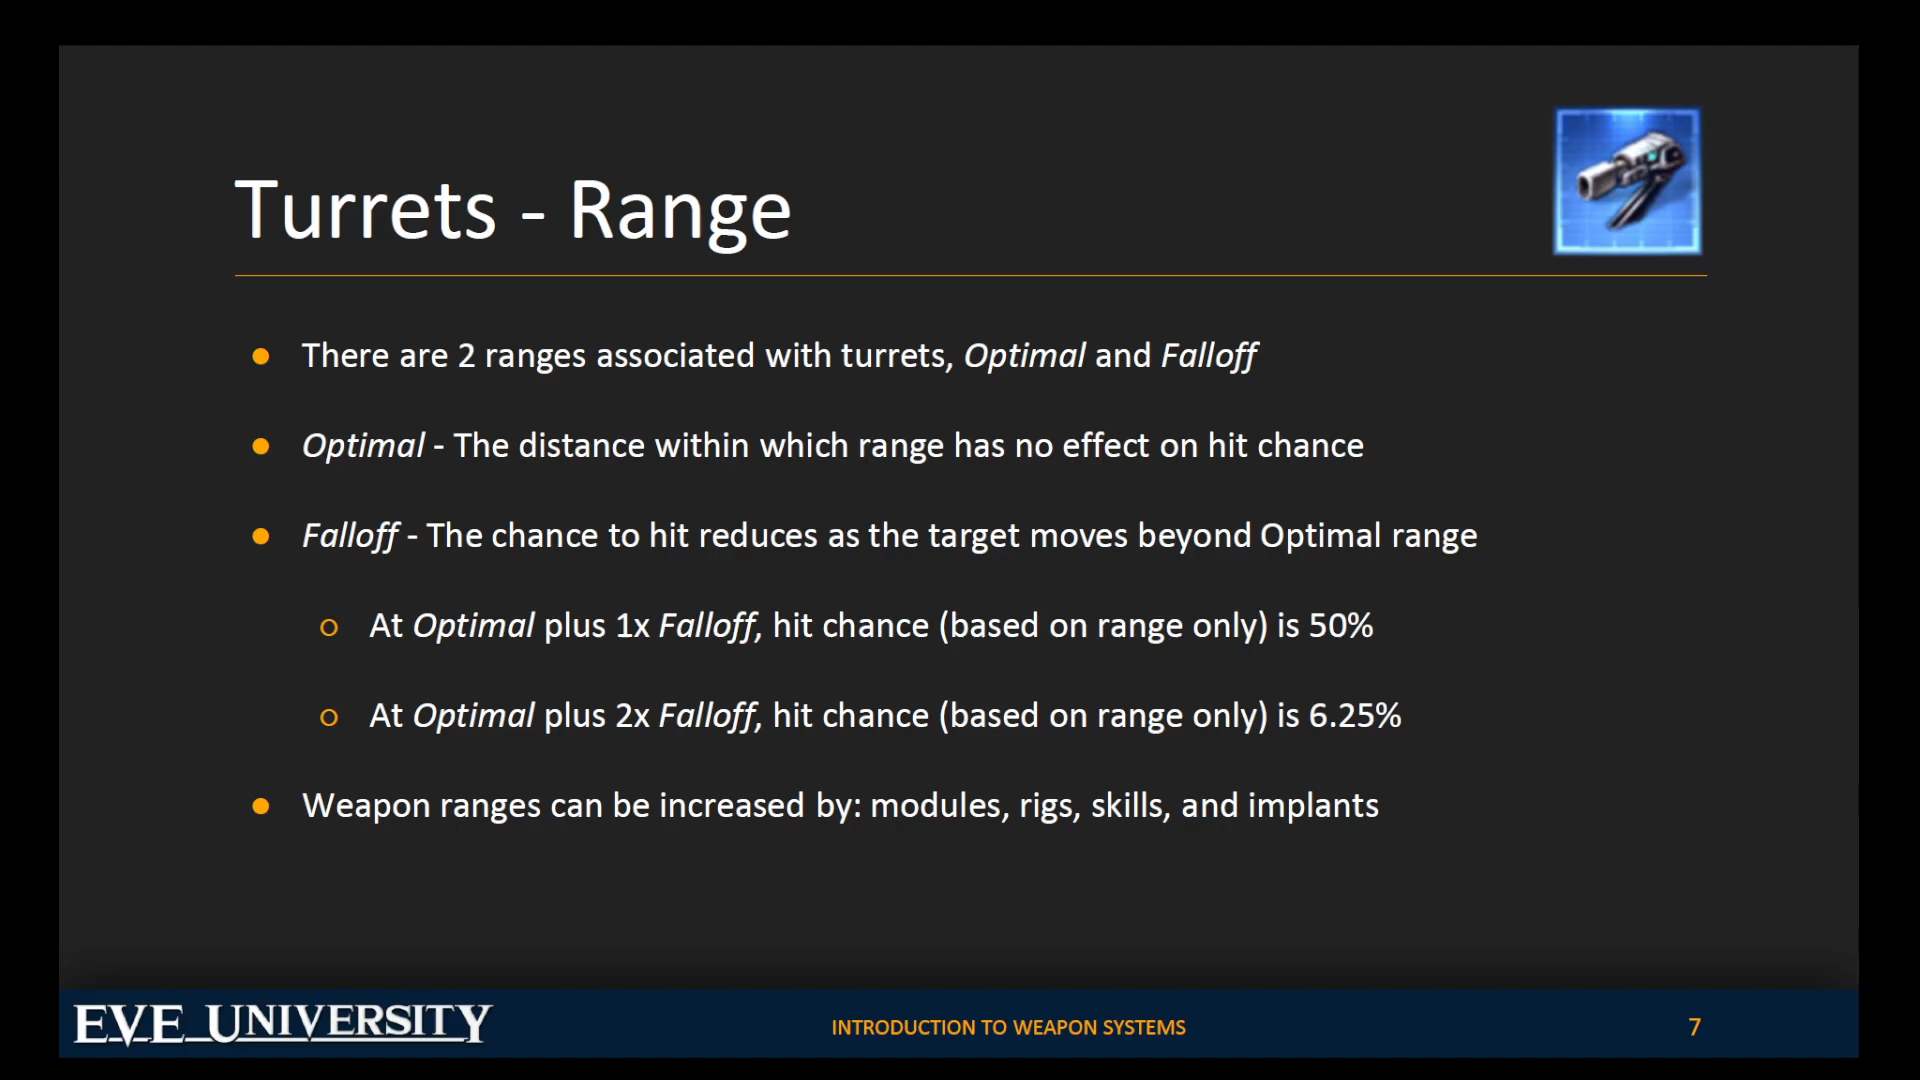 Turrets - Range
● There are 2 ranges associated with turrets, Optimal and Falloff
● Optimal - The distance within which range has no effect on hit chance
● Falloff - The chance to hit reduces as the target moves beyond Optimal range
○ At Optimal plus 1x Falloff, hit chance (based on range only) is 50%
○ At Optimal plus 2x Falloff, hit chance (based on range only) is 6.25%
● Weapon ranges can be increased by: modules, rigs, skills, and implants
EVE UNIVERSITY
INTRODUCTION TO WEAPON SYSTEMS
7